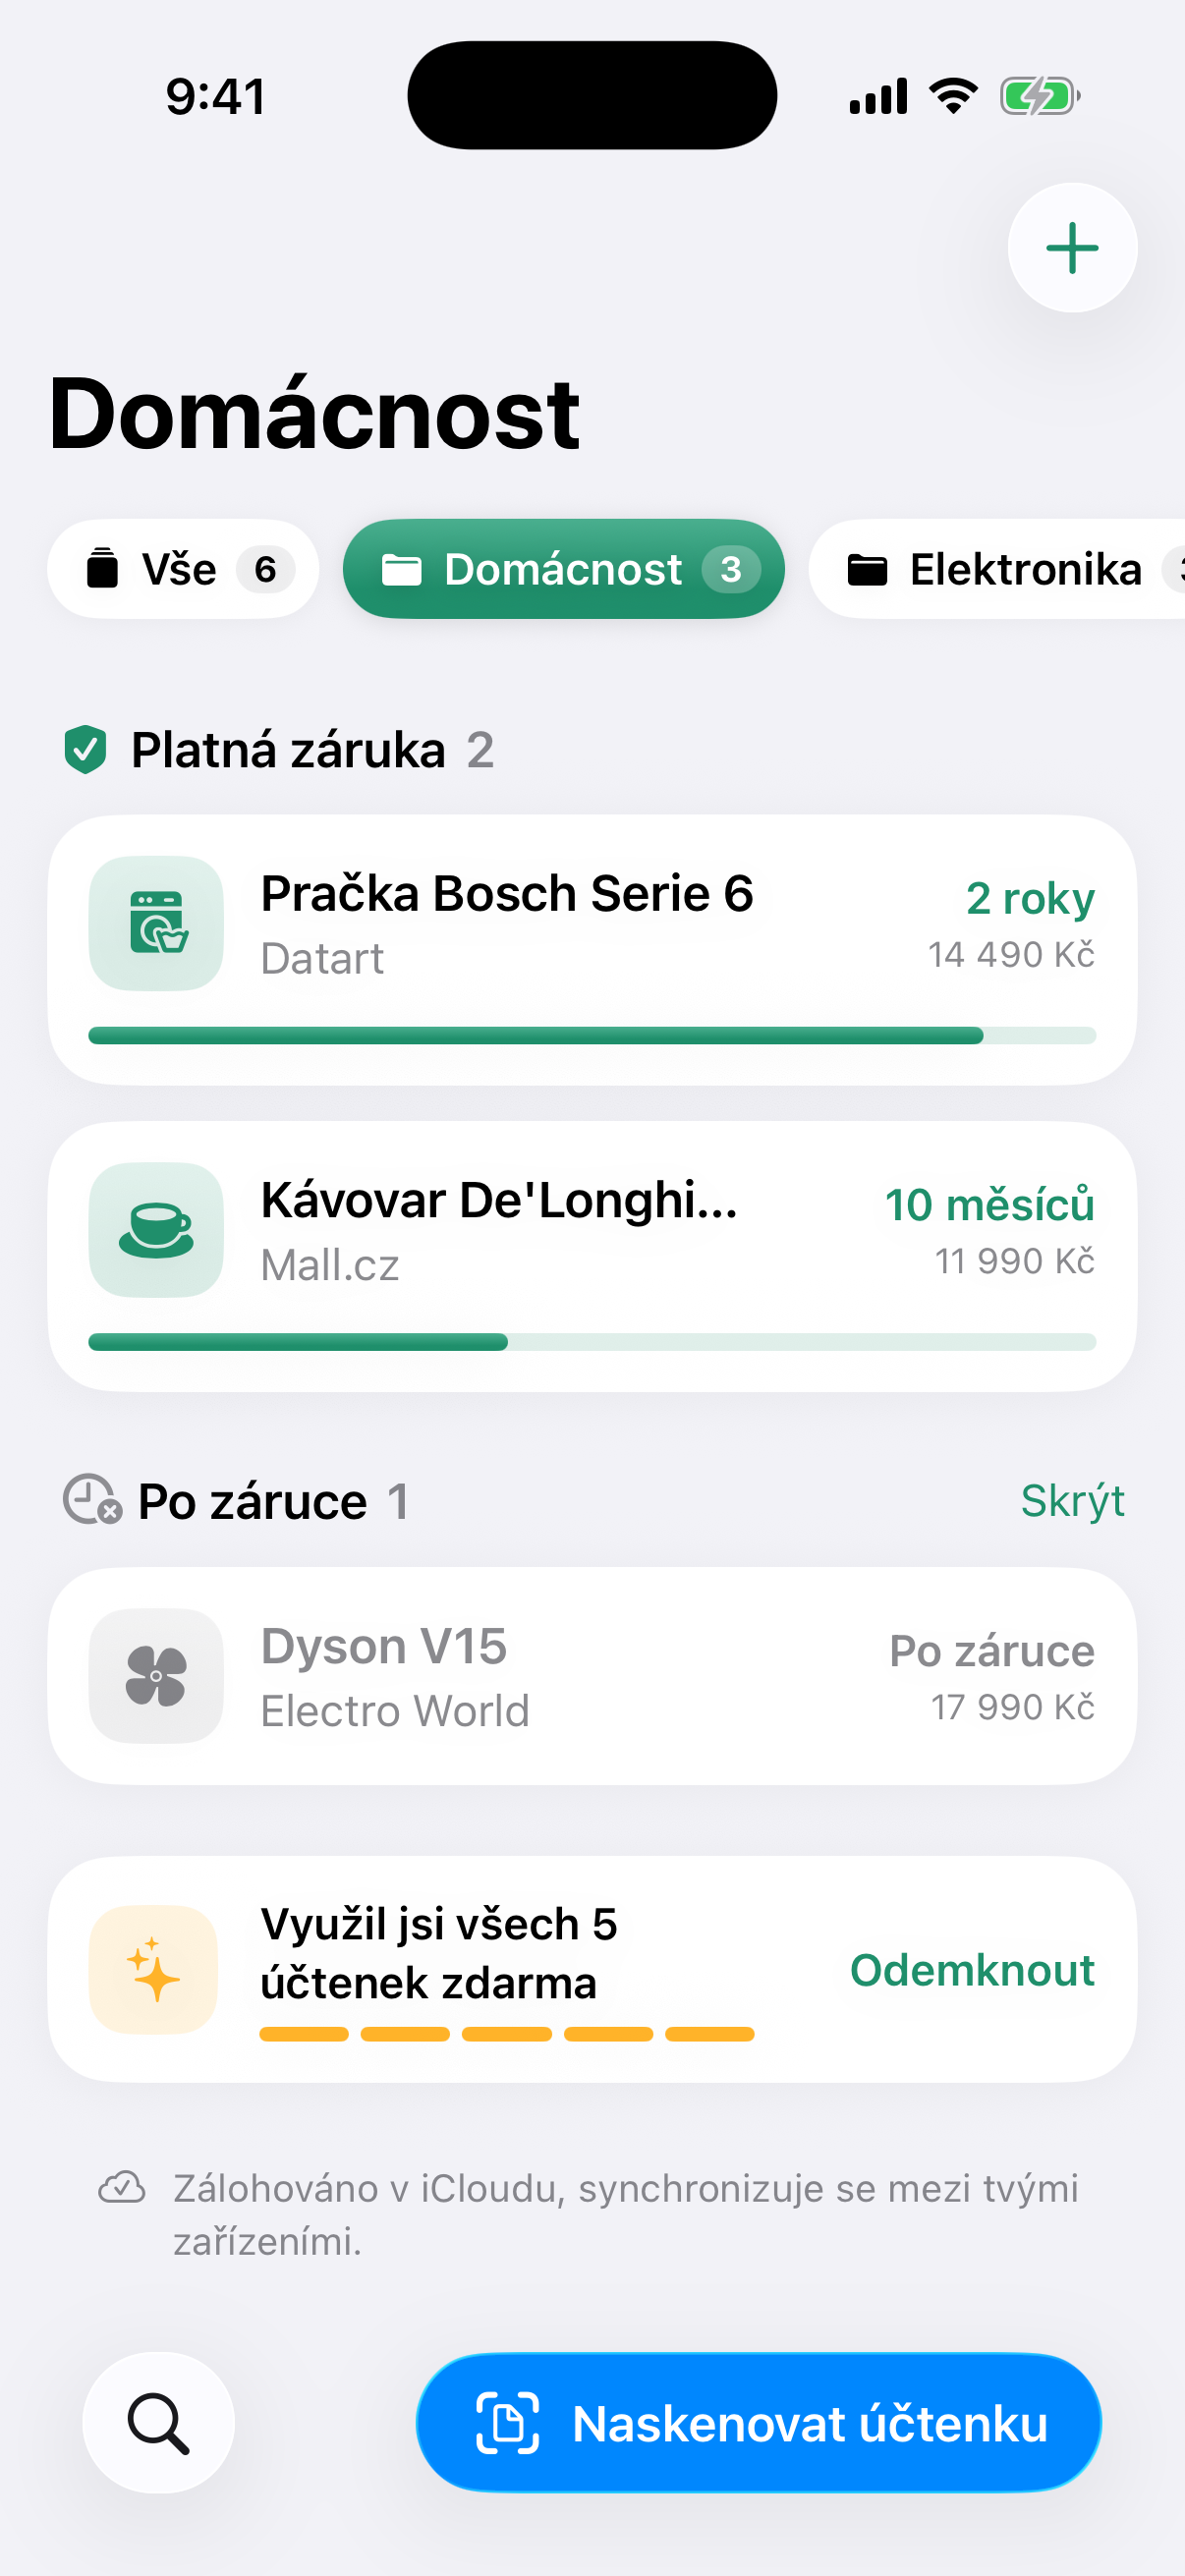 9:41
Domácnost
Vše 6
Domácnost 3
Elektronika
Platná záruka 2
Pračka Bosch Serie 6
2 roky
Datart
14 490 Kč
Kávovar De'Longhi...
10 měsíců
Mall.cz
11 990 Kč
Po záruce 1
Skrýt
Dyson V15
Po záruce
Electro World
17 990 Kč
Využil jsi všech 5
účtenek zdarma
Odemknout
Zálohováno v iCloudu, synchronizuje se mezi tvými
zařízeními.
Naskenovat účtenku